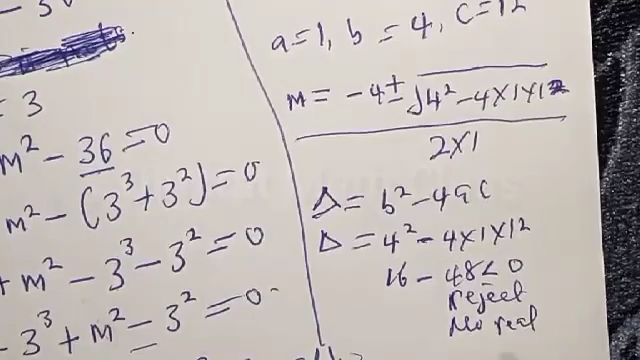 = 3
m² - 36 = 0
m² - (3³ + 3²) = 0
+ m² - 3³ - 3² = 0
- 3³ + m² - 3² = 0
a = 1, b = 4, c = 12
m = -4 ± √4² - 4×1×12
2×1
Δ = b² - 4ac
Δ = 4² - 4×1×12
16 - 48 < 0
reject
No real